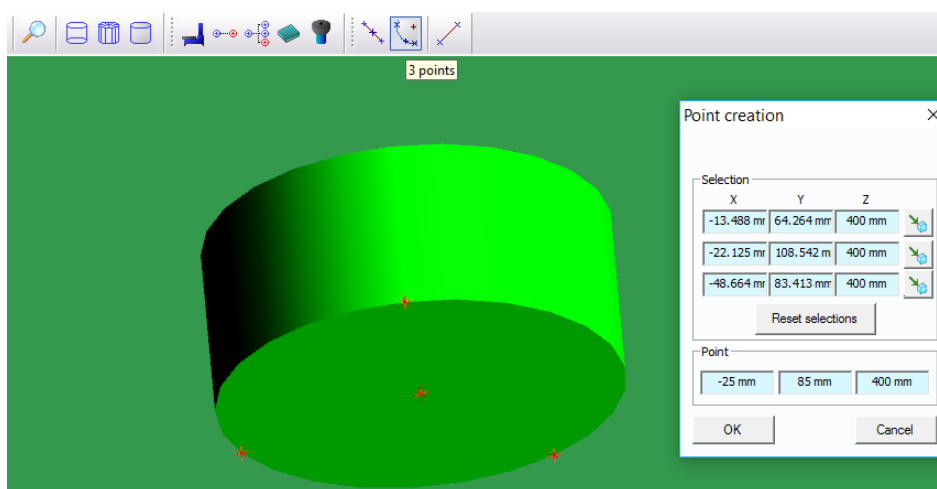 3 points
Point creation
Selection
X Y Z
-13.488 mr 64.264 mm 400 mm
-22.125 mr 108.542 m 400 mm
-48.664 mr 83.413 mm 400 mm
Reset selections
Point
-25 mm 85 mm 400 mm
OK Cancel